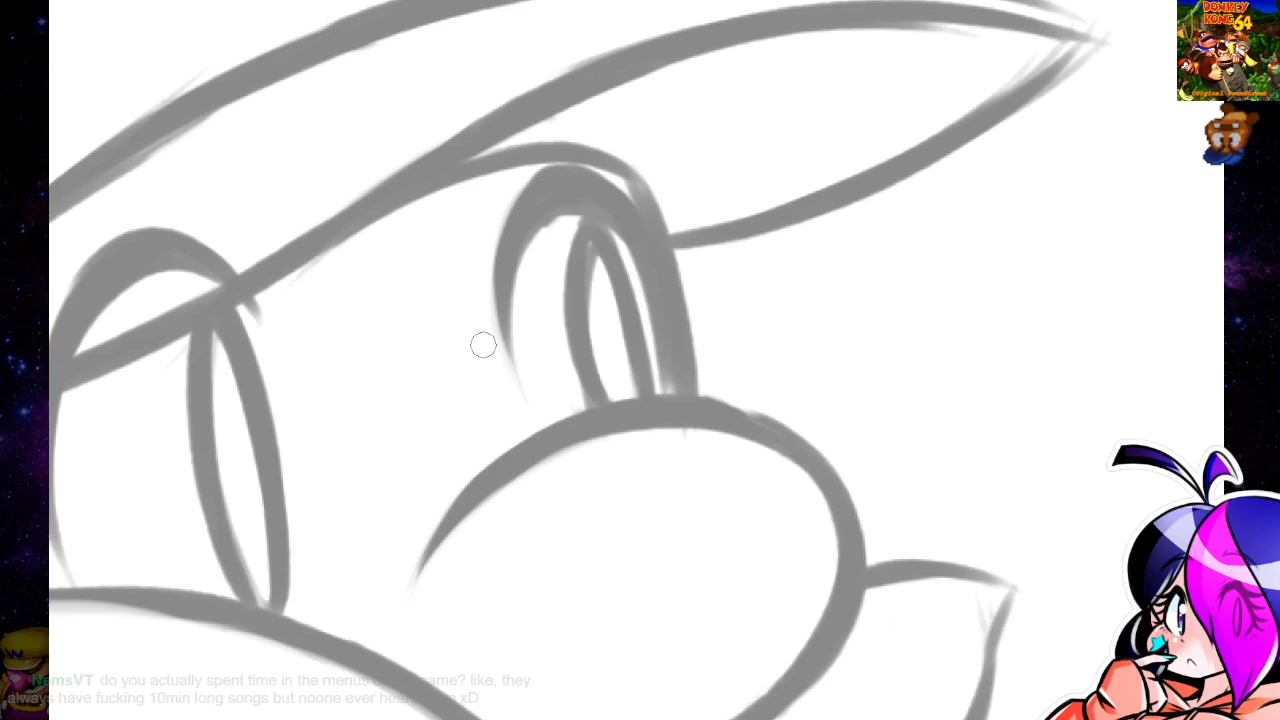 DONKEY
KONG 64
NemsVT do you actually spent time in the menus game? like, they
always have fucking 10min long songs but noone ever xD